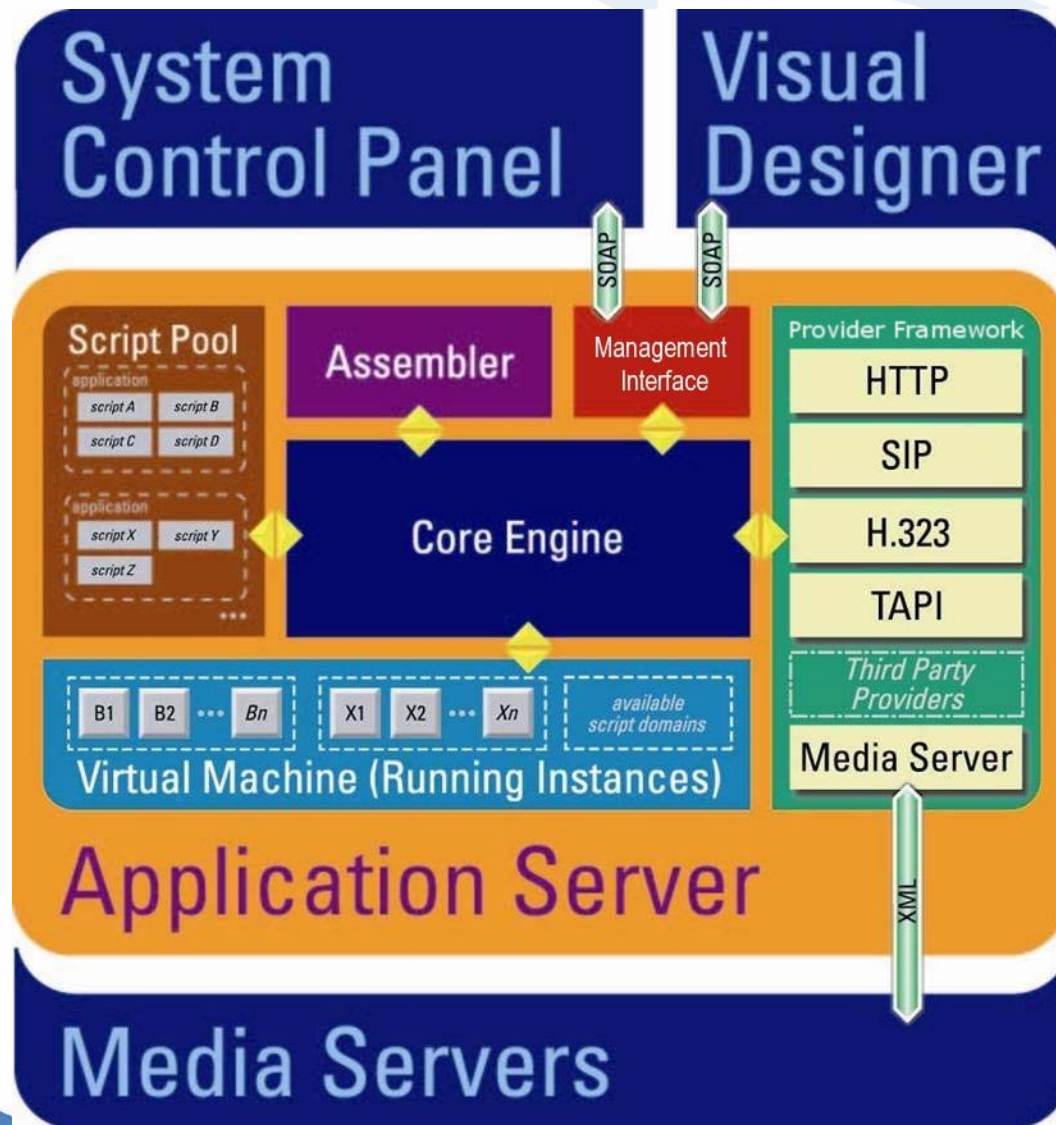 System
Control Panel
Visual
Designer
SOAP
SOAP
Script Pool
application
script A
script B
script C
script D
application
script X
script Y
script Z
...
Assembler
Management
Interface
Core Engine
Provider Framework
HTTP
SIP
H.323
TAPI
Third Party
Providers
Media Server
B1
B2
...
Bn
X1
X2
...
Xn
available
script domains
Virtual Machine (Running Instances)
Application Server
XML
Media Servers